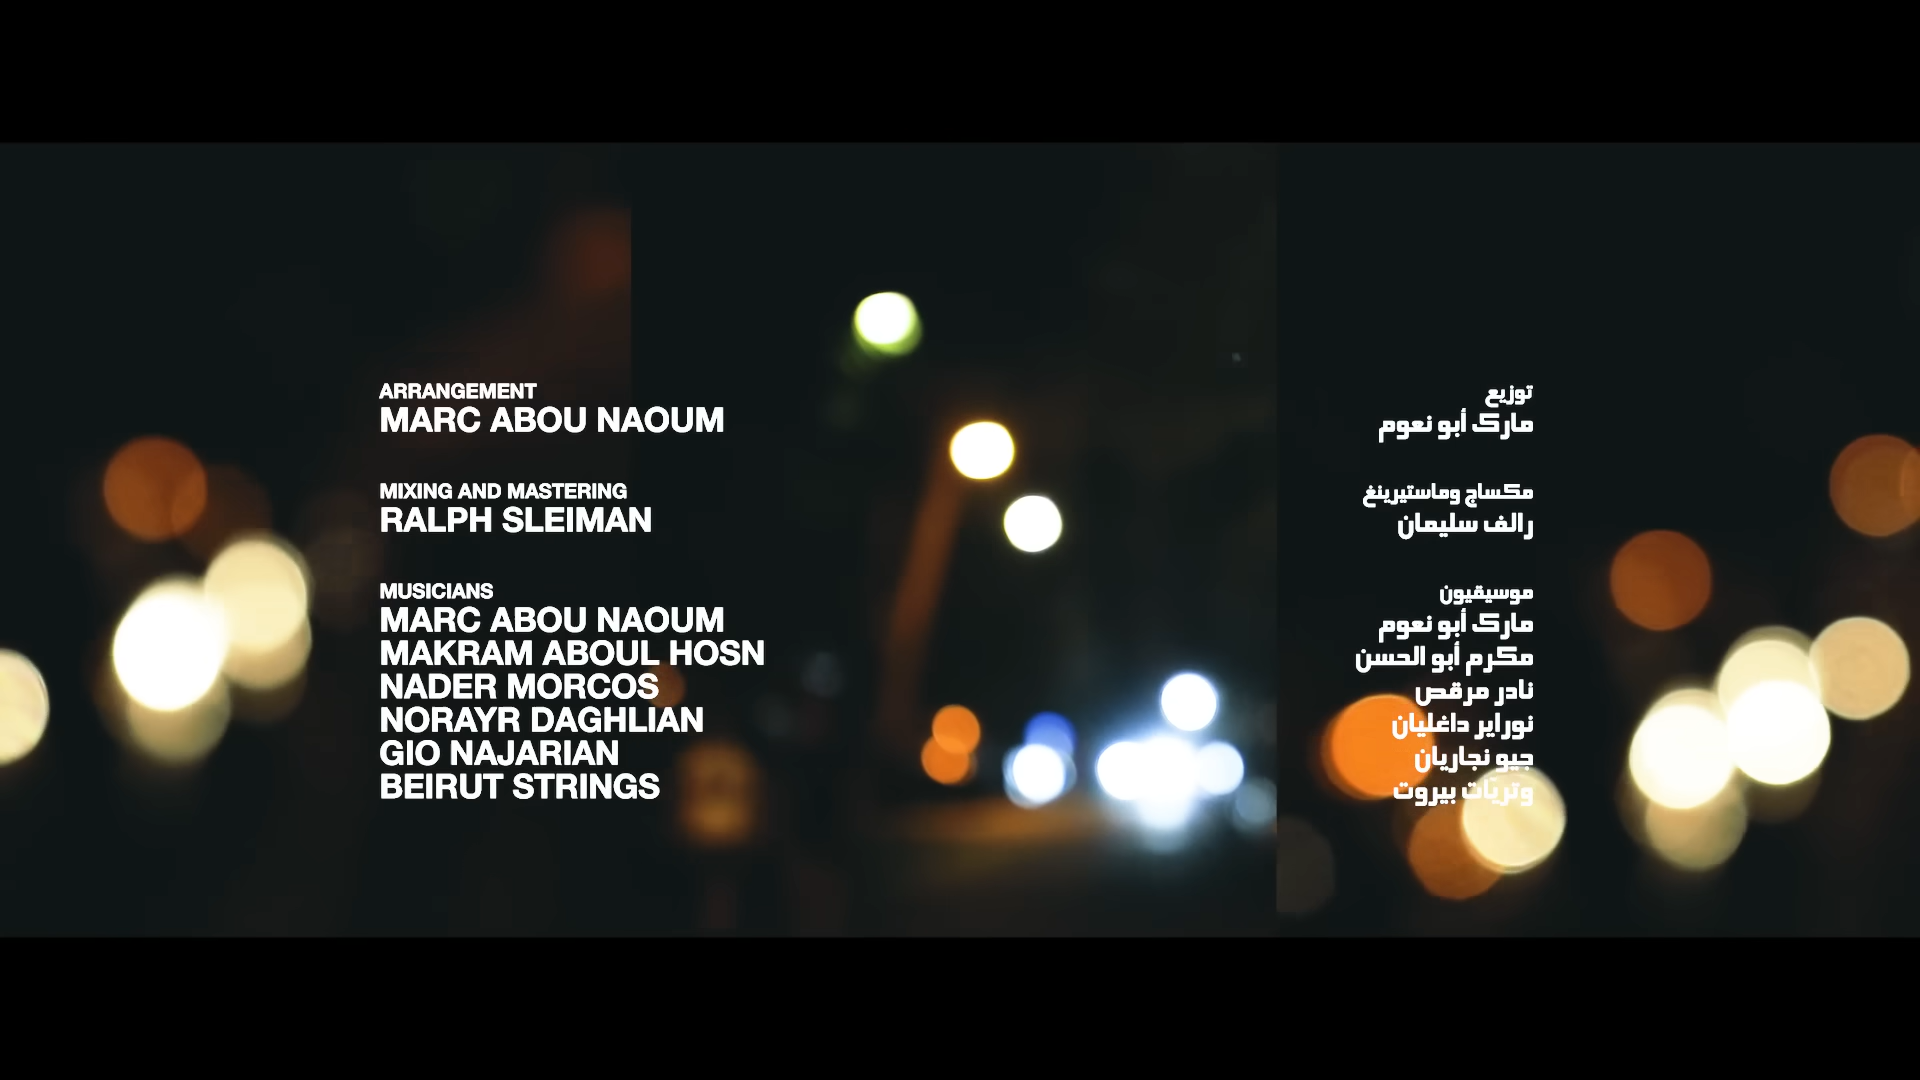 ARRANGEMENT
MARC ABOU NAOUM
MIXING AND MASTERING
RALPH SLEIMAN
MUSICIANS
MARC ABOU NAOUM
MAKRAM ABOUL HOSN
NADER MORCOS
NORAYR DAGHLIAN
GIO NAJARIAN
BEIRUT STRINGS
توزيع
مارك أبو نعوم
مكساج وماستيرينغ
رالف سليمان
موسيقيون
مارك أبو نعوم
مكرم أبو الحسن
نادر مرقص
نوراير داغليان
جيو نجاريان
وتريّات بيروت